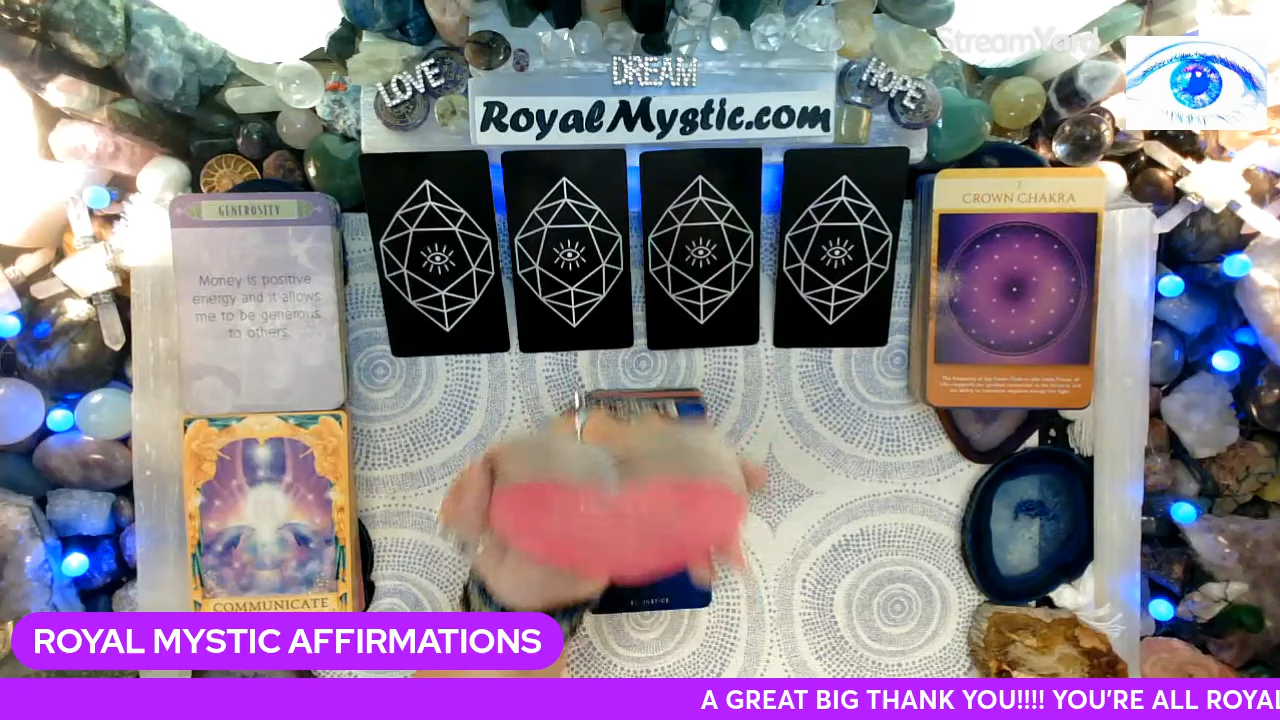 StreamYard
LOVE
DREAM
HOPE
RoyalMystic.com
GENEROSITY
Money is positive
energy and it allows
me to be generous
to others.
7
CROWN CHAKRA
COMMUNICATE
ROYAL MYSTIC AFFIRMATIONS
A GREAT BIG THANK YOU!!!! YOU'RE ALL ROYAL